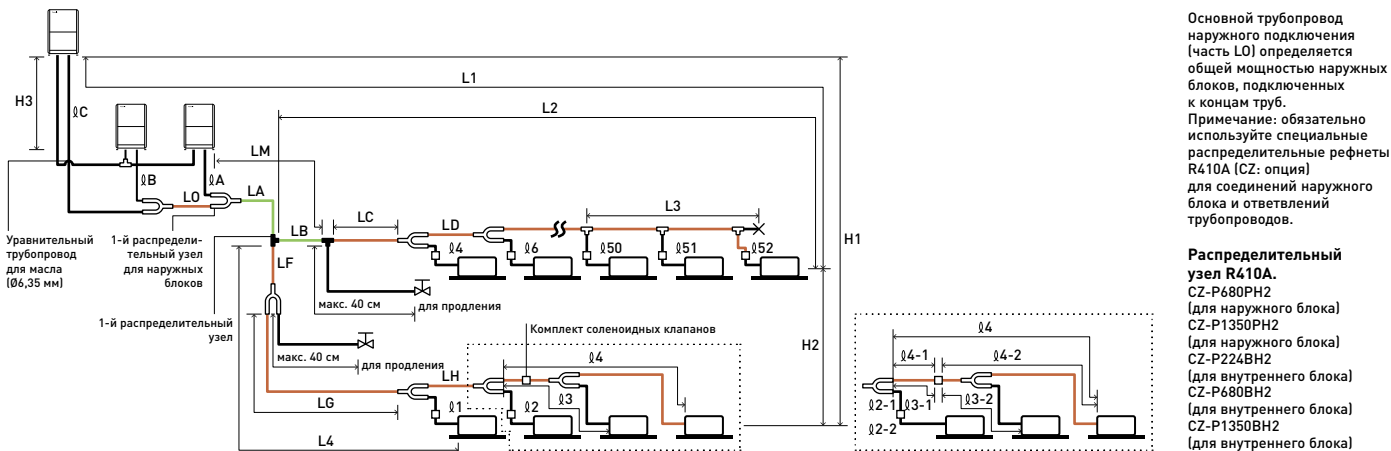 H3
ℓC
ℓB
ℓA
LO
LA
LM
L1
L2
LB
LC
LD
L3
H1
ℓ4
ℓ6
ℓ50
ℓ51
ℓ52
Уравнительный
трубопровод
для масла
(Ø6,35 мм)
1-й распредели-
тельный узел
для наружных
блоков
LF
1-й распределительный
узел
макс. 40 см
для продления
макс. 40 см
для продления
Комплект соленоидных клапанов
H2
LG
LH
L4
ℓ1
ℓ2
ℓ3
ℓ4
ℓ4
ℓ4-1
ℓ4-2
ℓ2-1
ℓ3-1
ℓ3-2
ℓ2-2
Основной трубопровод
наружного подключения
(часть LO) определяется
общей мощностью наружных
блоков, подключенных
к концам труб.
Примечание: обязательно
используйте специальные
распределительные рефнеты
R410A (CZ: опция)
для соединений наружного
блока и ответвлений
трубопроводов.
Распределительный
узел R410A.
CZ-P680PH2
(для наружного блока)
CZ-P1350PH2
(для наружного блока)
CZ-P224BH2
(для внутреннего блока)
CZ-P680BH2
(для внутреннего блока)
CZ-P1350BH2
(для внутреннего блока)